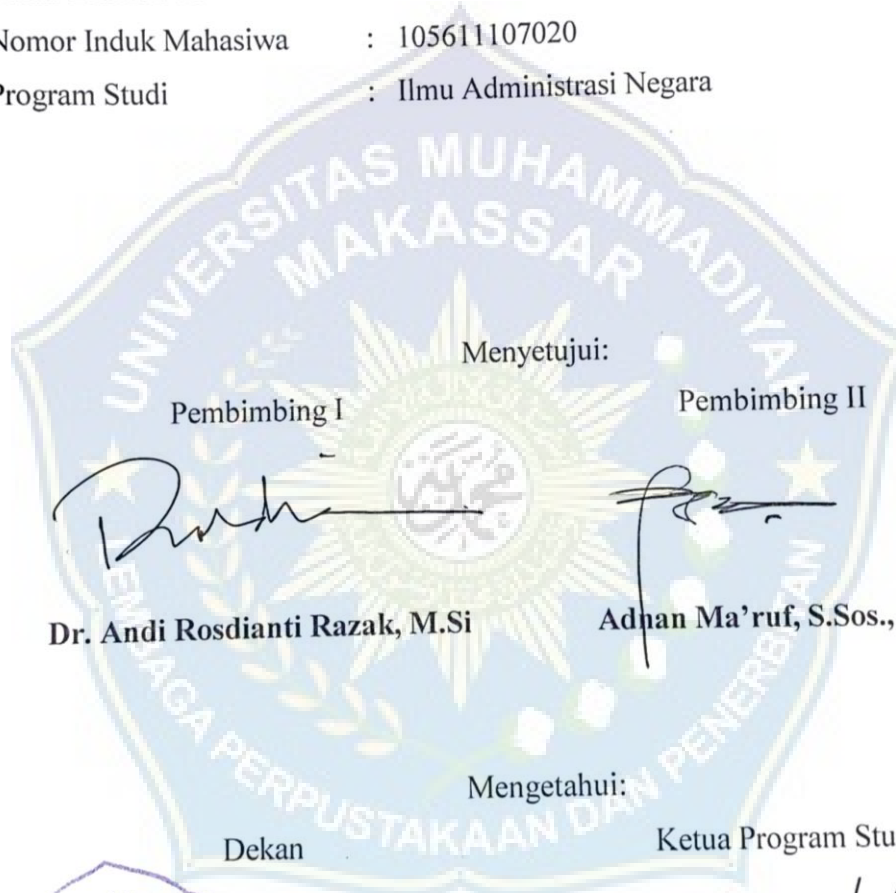 Nomor Induk Mahasiwa : 105611107020
Program Studi : Ilmu Administrasi Negara
UNIVERSITAS MUHAMMADIYAH
MAKASSAR
Menyetujui:
Pembimbing I Pembimbing II
Dr. Andi Rosdianti Razak, M.Si Adnan Ma’ruf, S.Sos.,
LEMBAGA PERPUSTAKAAN DAN PENERBITAN
Mengetahui:
Dekan Ketua Program Stu